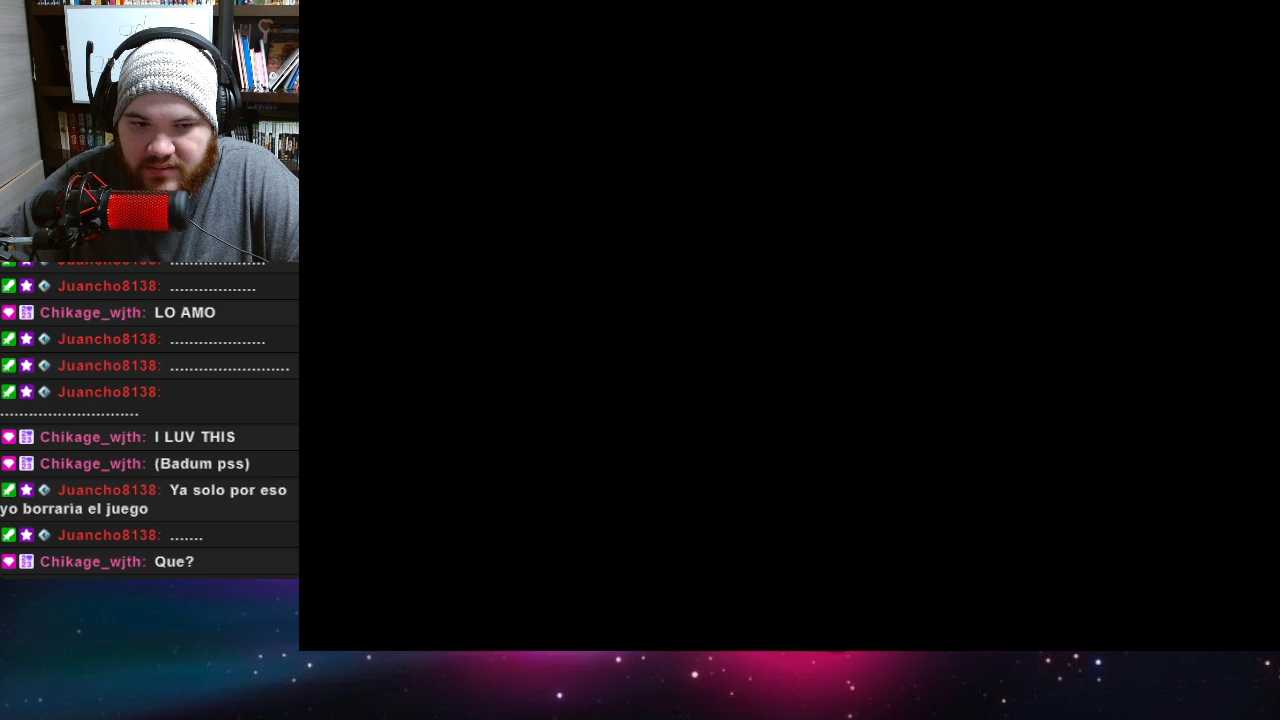 Juancho8138: ....................
Juancho8138: ..................
Chikage_wjth: LO AMO
Juancho8138: ....................
Juancho8138: .........................
Juancho8138:
.............................
Chikage_wjth: I LUV THIS
Chikage_wjth: (Badum pss)
Juancho8138: Ya solo por eso
yo borraria el juego
Juancho8138: .......
Chikage_wjth: Que?